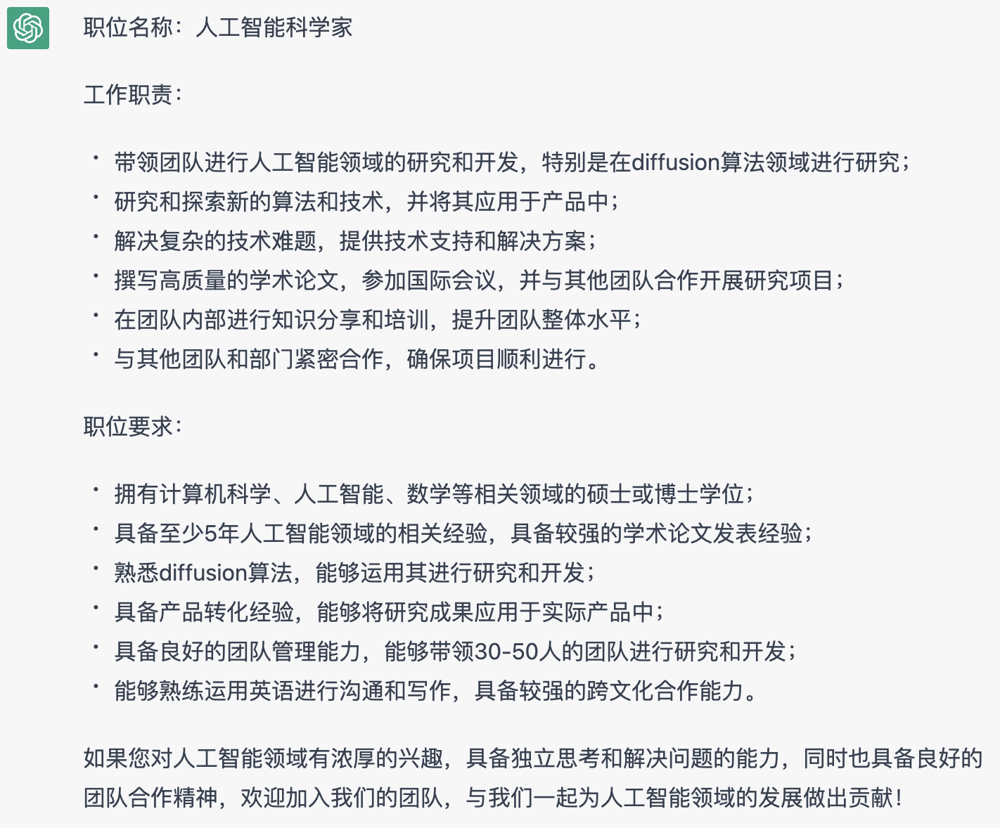 职位名称：人工智能科学家
工作职责：
• 带领团队进行人工智能领域的研究和开发，特别是在diffusion算法领域进行研究；
• 研究和探索新的算法和技术，并将其应用于产品中；
• 解决复杂的技术难题，提供技术支持和解决方案；
• 撰写高质量的学术论文，参加国际会议，并与其他团队合作开展研究项目；
• 在团队内部进行知识分享和培训，提升团队整体水平；
• 与其他团队和部门紧密合作，确保项目顺利进行。
职位要求：
• 拥有计算机科学、人工智能、数学等相关领域的硕士或博士学位；
• 具备至少5年人工智能领域的相关经验，具备较强的学术论文发表经验；
• 熟悉diffusion算法，能够运用其进行研究和开发；
• 具备产品转化经验，能够将研究成果应用于实际产品中；
• 具备良好的团队管理能力，能够带领30-50人的团队进行研究和开发；
• 能够熟练运用英语进行沟通和写作，具备较强的跨文化合作能力。
如果您对人工智能领域有浓厚的兴趣，具备独立思考和解决问题的能力，同时也具备良好的
团队合作精神，欢迎加入我们的团队，与我们一起为人工智能领域的发展做出贡献！